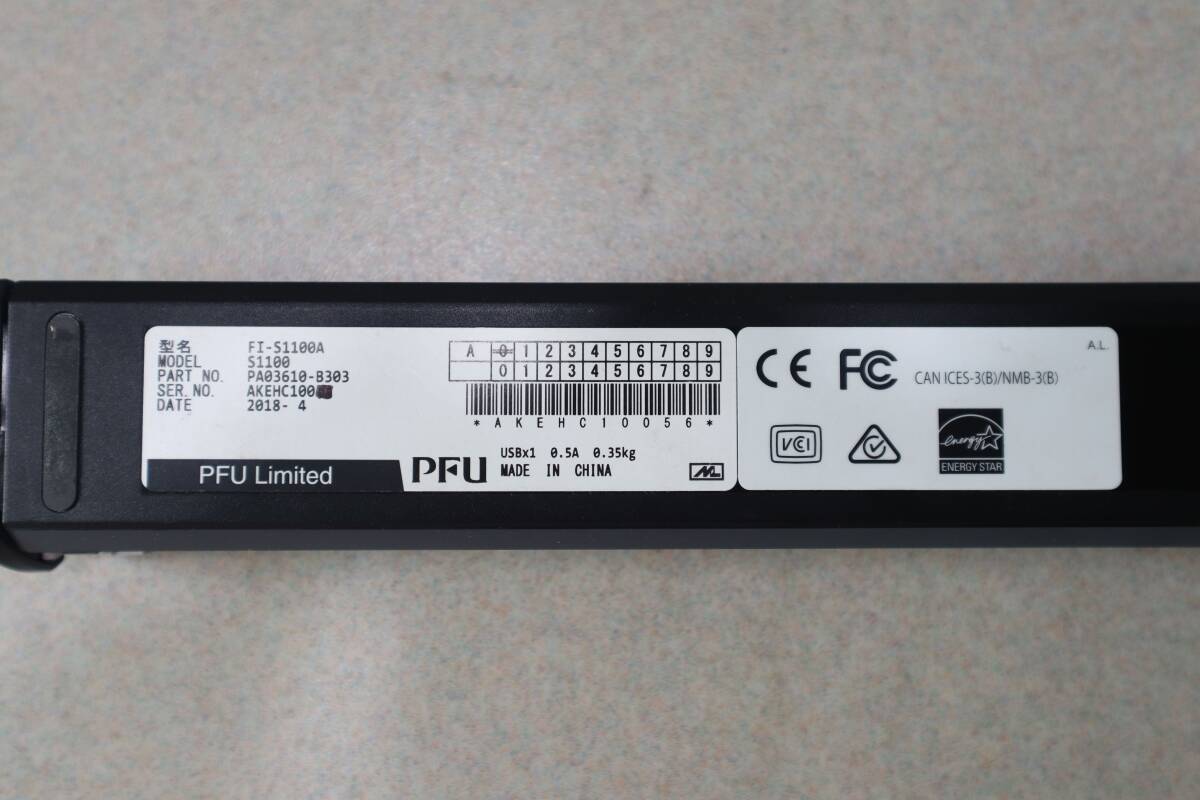 型名 FI-S1100A
MODEL S1100
PART NO. PA03610-B303
SER. NO. AKEHC100
DATE 2018- 4
A 0 1 2 3 4 5 6 7 8 9
0 1 2 3 4 5 6 7 8 9
*AKEHC10056*
USBx1 0.5A 0.35kg
MADE IN CHINA
PFU Limited
PFU
ML
A.L.
CE FC CAN ICES-3(B)/NMB-3(B)
VCI
energy
ENERGY STAR